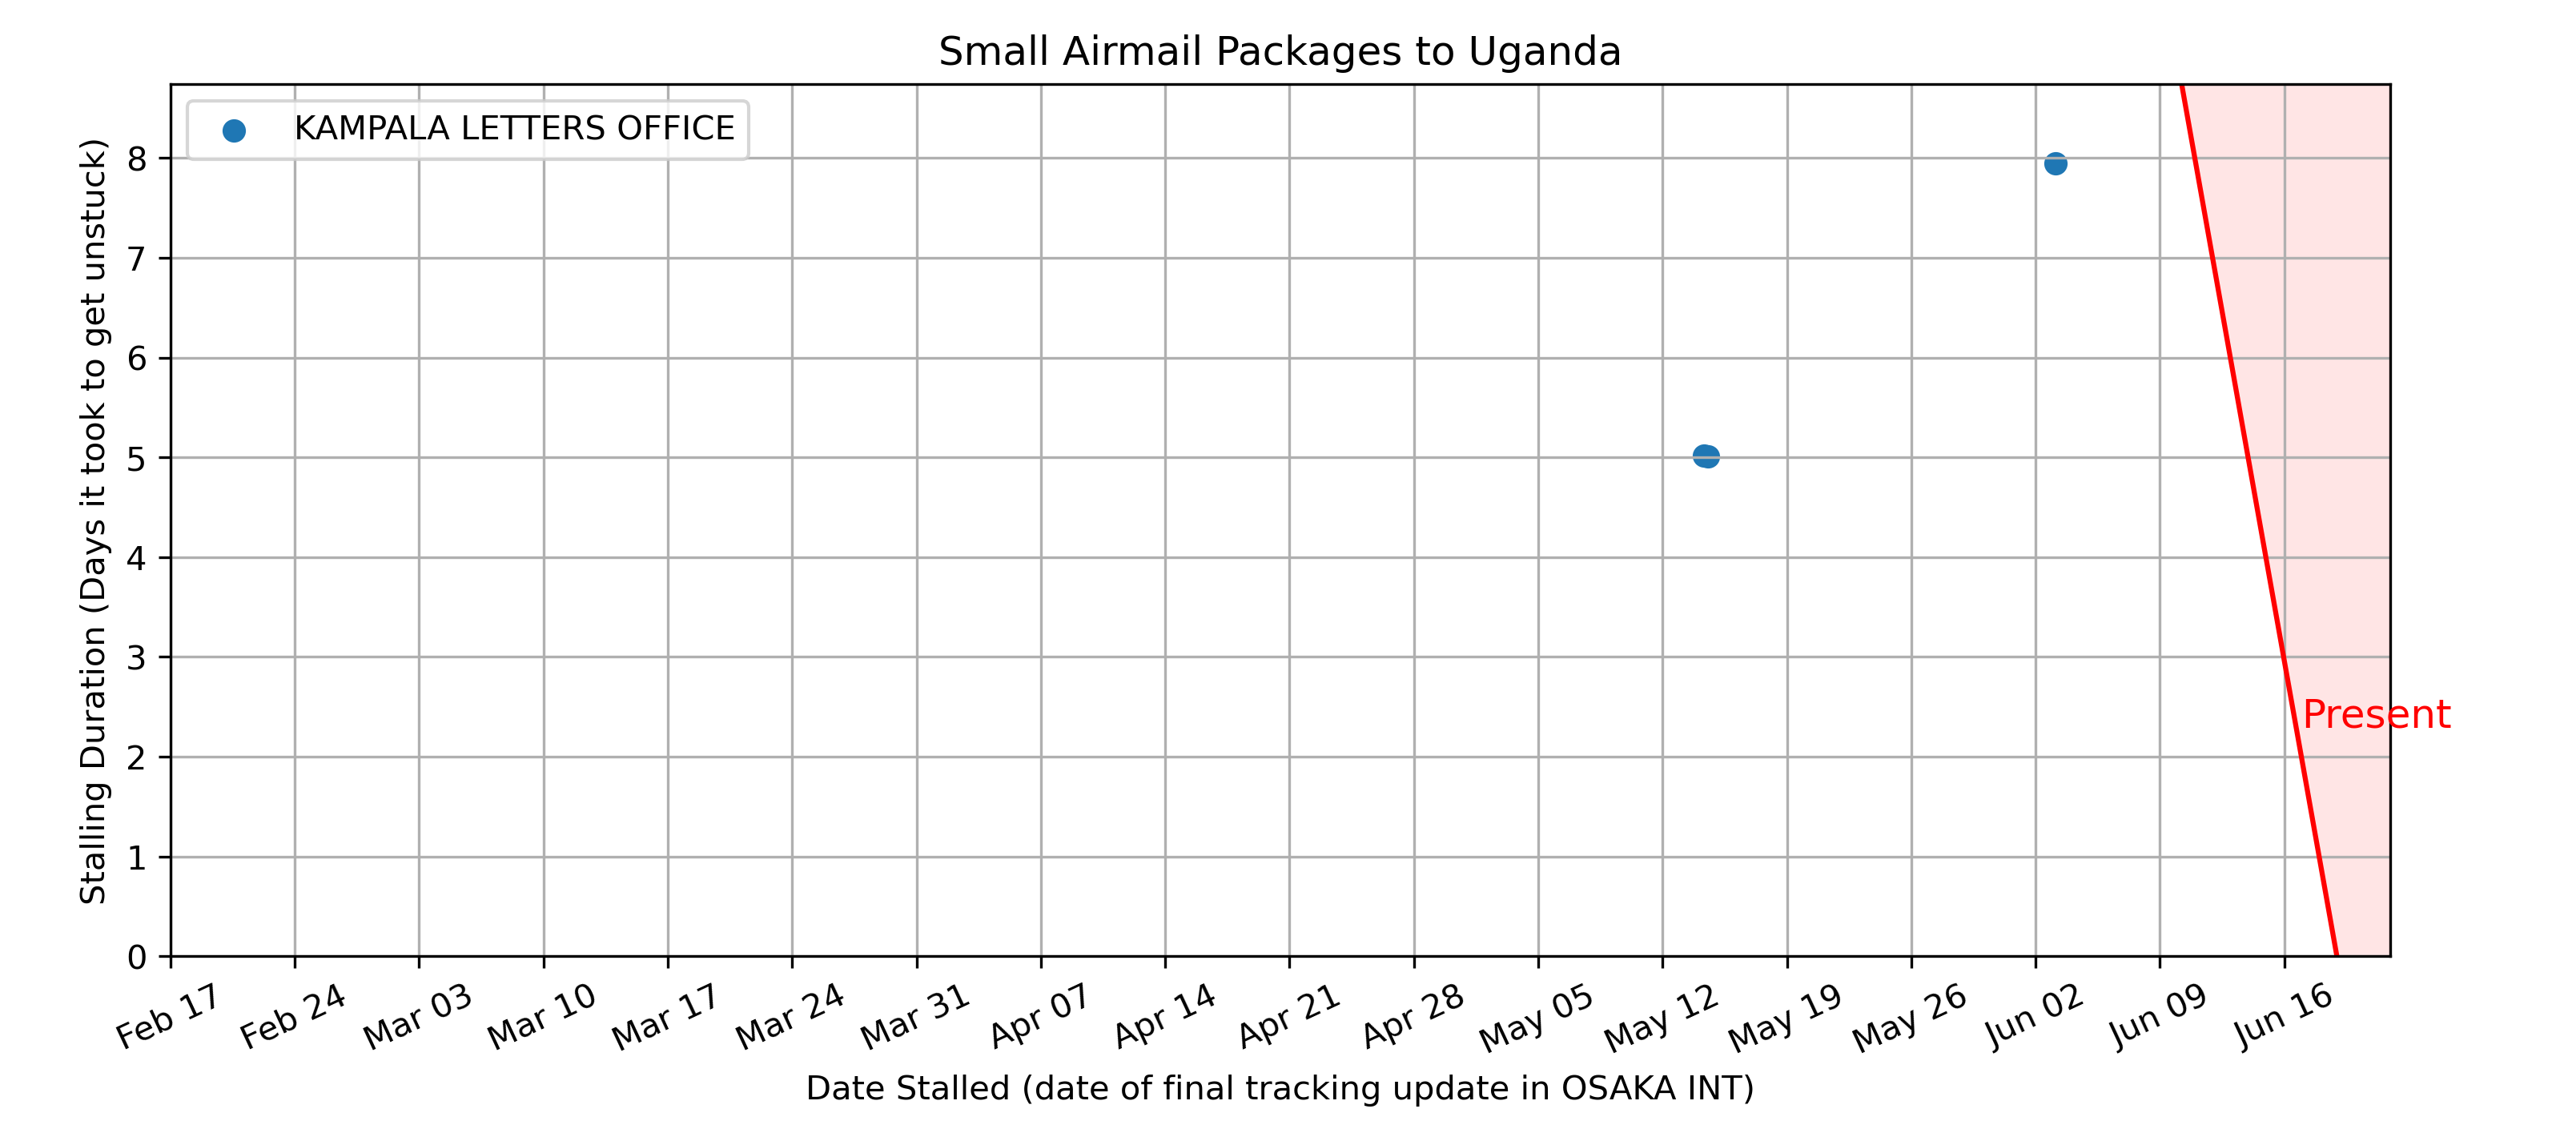 Small Airmail Packages to Uganda
KAMPALA LETTERS OFFICE
Stalling Duration (Days it took to get unstuck)
8
7
6
5
4
3
2
1
0
Present
Feb 17
Feb 24
Mar 03
Mar 10
Mar 17
Mar 24
Mar 31
Apr 07
Apr 14
Apr 21
Apr 28
May 05
May 12
May 19
May 26
Jun 02
Jun 09
Jun 16
Date Stalled (date of final tracking update in OSAKA INT)